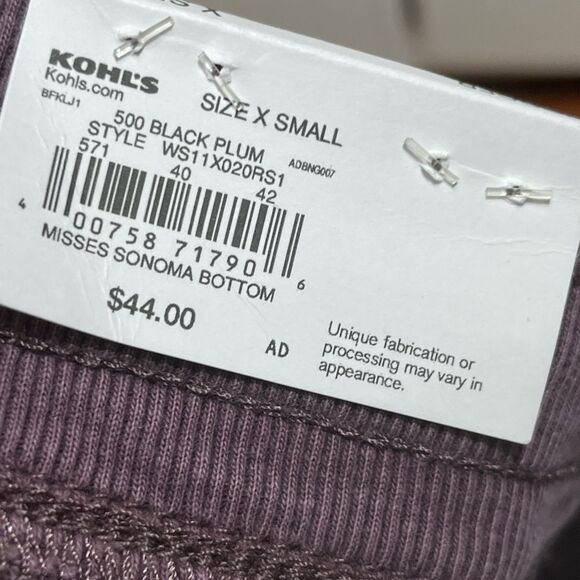 KOHL'S
Kohls.com
BFKLJ1
SIZE X SMALL
500 BLACK PLUM
STYLE WS11X020RS1
ADBNG007
571 40 42
4 00758 71790 6
MISSES SONOMA BOTTOM
$44.00
AD
Unique fabrication or
processing may vary in
appearance.